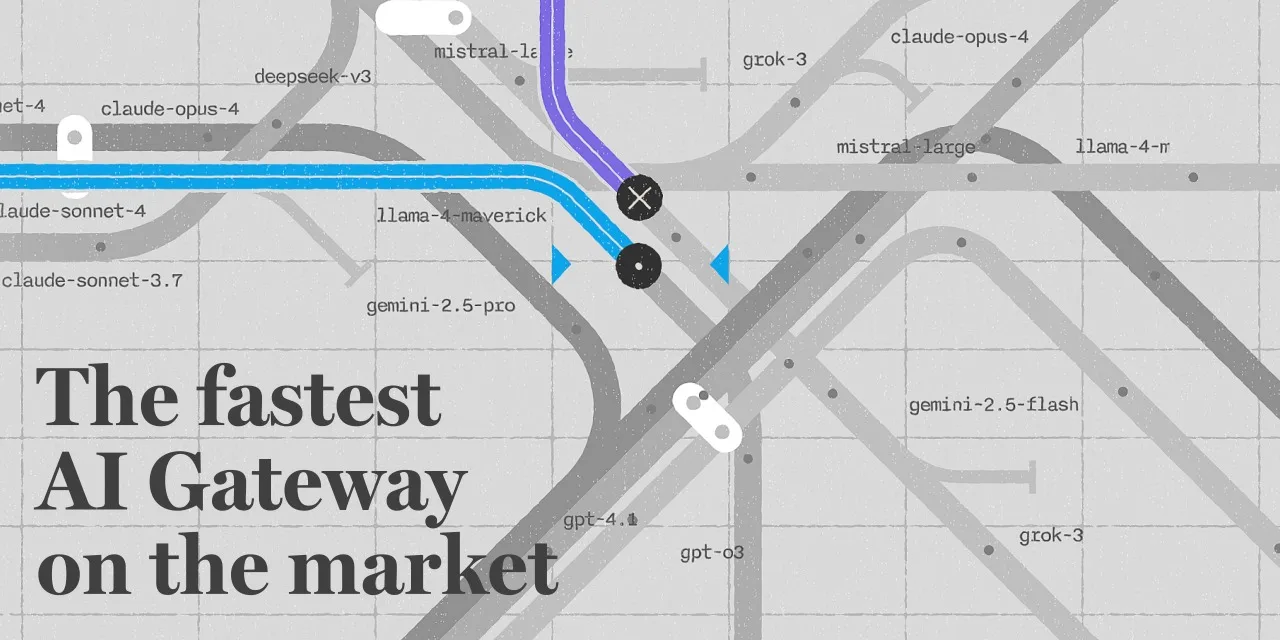 claude-opus-4
mistral-la
grok-3
deepseek-v3
et-4
claude-opus-4
mistral-large
llama-4-m
laude-sonnet-4
llama-4-maverick
claude-sonnet-3.7
gemini-2.5-pro
The fastest
AI Gateway
on the market
gemini-2.5-flash
gpt-4.1
grok-3
gpt-o3